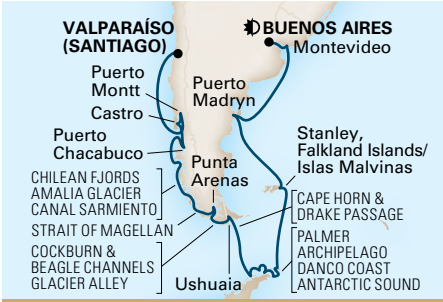 VALPARAÍSO
(SANTIAGO)
BUENOS AIRES
Montevideo
Puerto
Montt
Puerto
Madryn
Castro
Puerto
Chacabuco
Stanley,
Falkland Islands/
Islas Malvinas
Punta
Arenas
CHILEAN FJORDS
AMALIA GLACIER
CANAL SARMIENTO
STRAIT OF MAGELLAN
CAPE HORN &
DRAKE PASSAGE
COCKBURN &
BEAGLE CHANNELS
GLACIER ALLEY
Ushuaia
PALMER
ARCHIPELAGO
DANCO COAST
ANTARCTIC SOUND